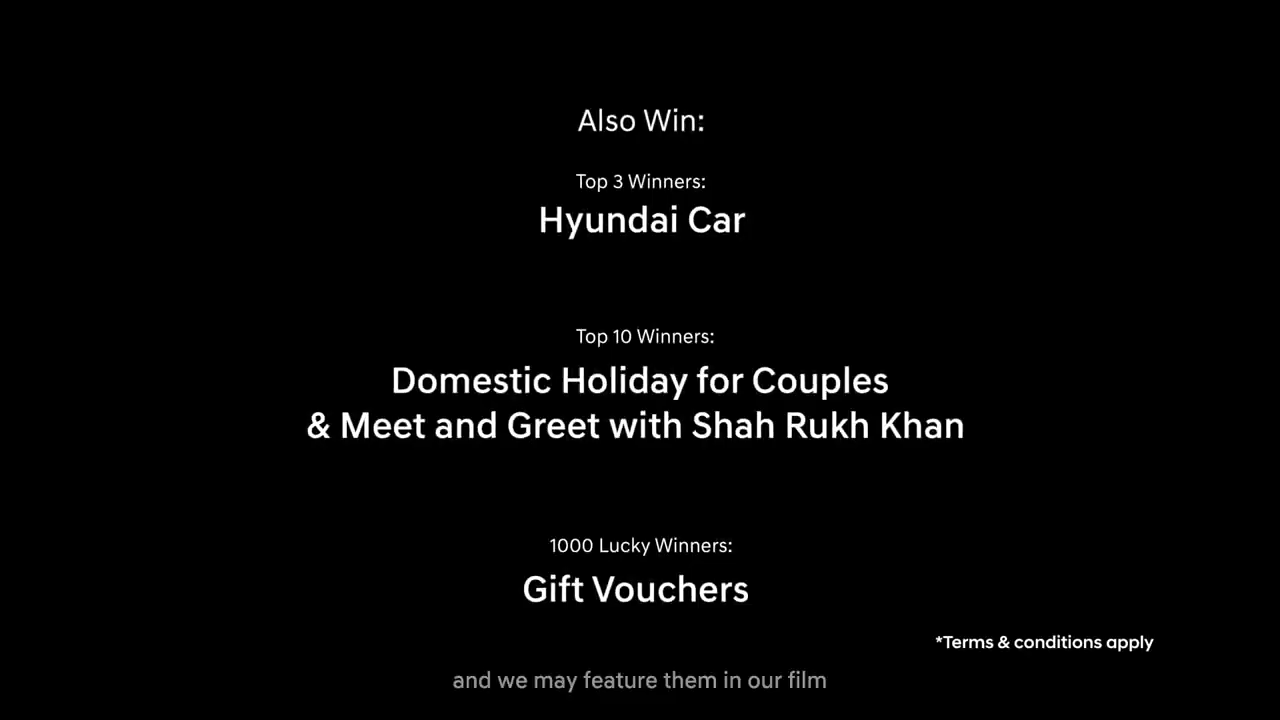 Also Win:
Top 3 Winners:
Hyundai Car
Top 10 Winners:
Domestic Holiday for Couples
& Meet and Greet with Shah Rukh Khan
1000 Lucky Winners:
Gift Vouchers
*Terms & conditions apply
and we may feature them in our film